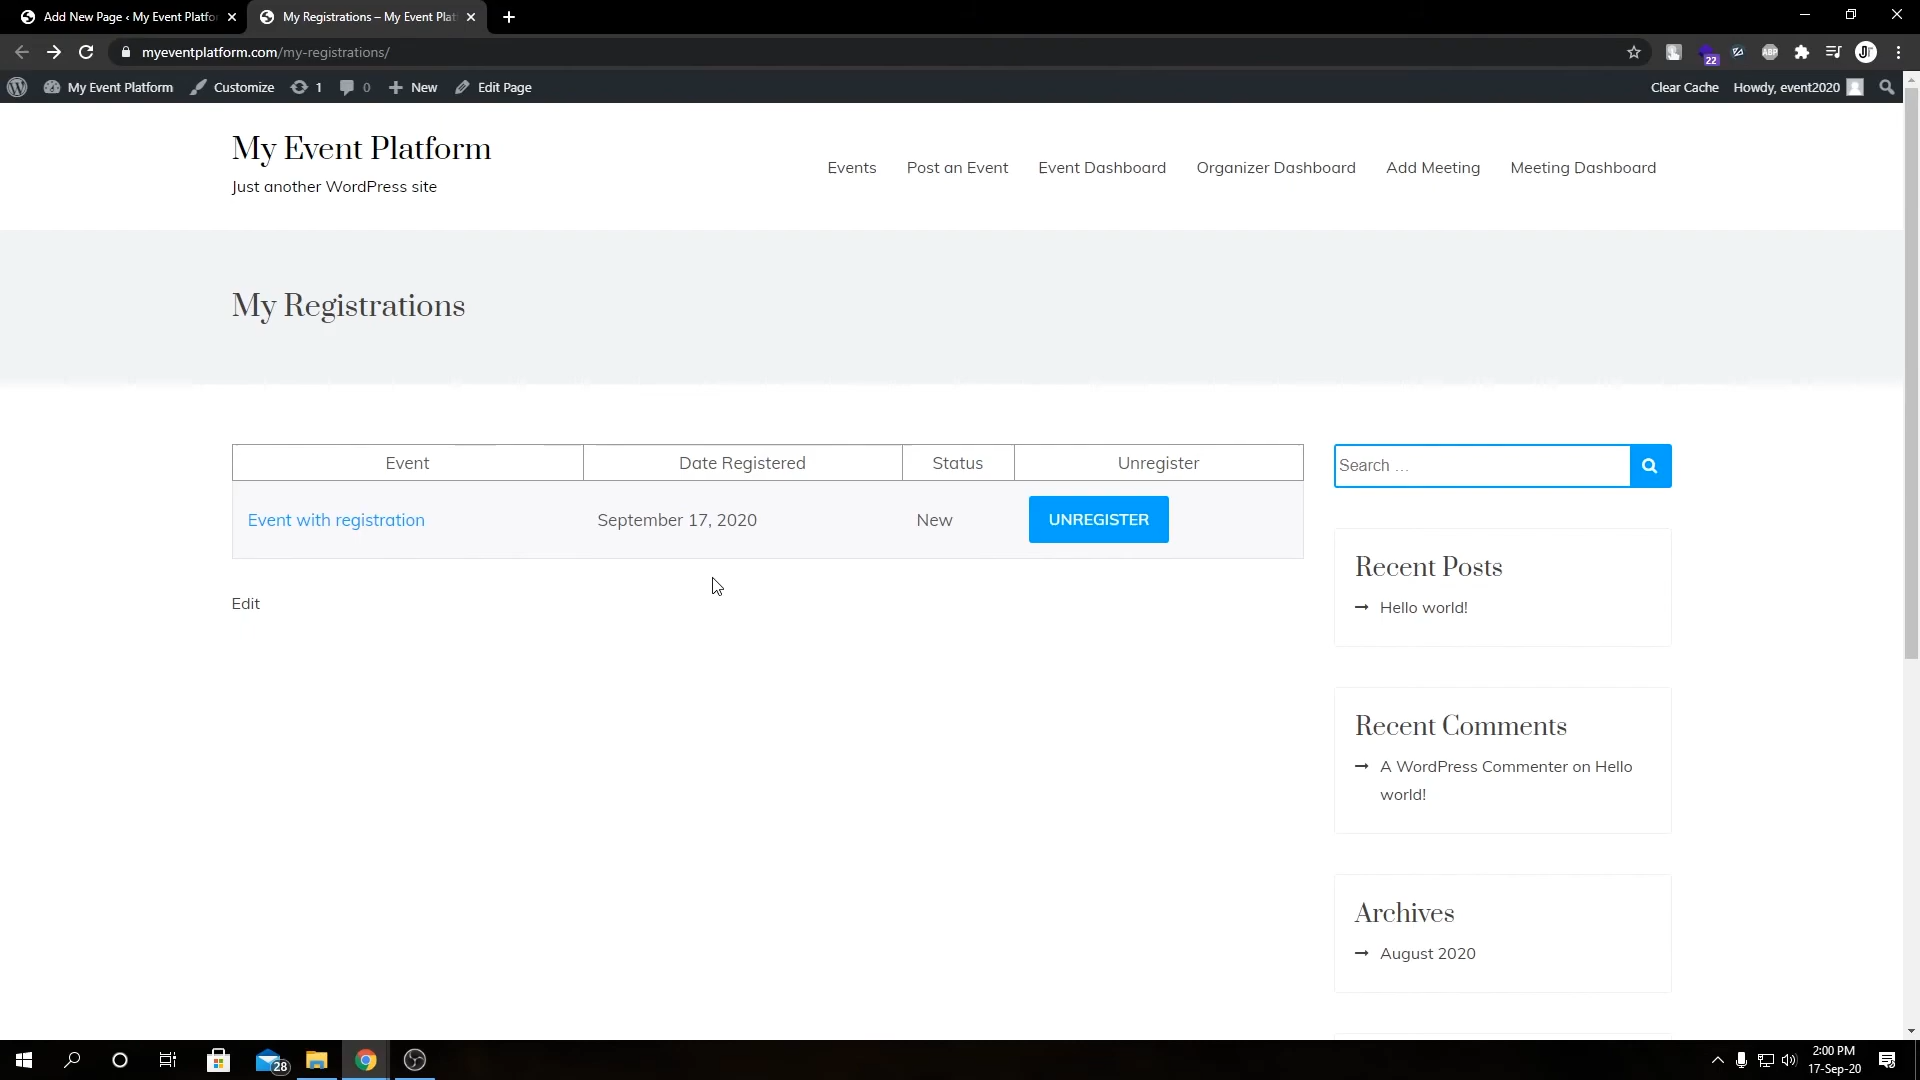 Add New Page ‹ My Event Platfor
My Registrations – My Event Plat
myeventplatform.com/my-registrations/
22
ABP
My Event Platform
Customize
1
0
New
Edit Page
Clear Cache
Howdy, event2020
My Event Platform
Just another WordPress site
Events
Post an Event
Event Dashboard
Organizer Dashboard
Add Meeting
Meeting Dashboard
My Registrations
Event
Date Registered
Status
Unregister
Event with registration
September 17, 2020
New
UNREGISTER
Edit
Search …
Recent Posts
Hello world!
Recent Comments
A WordPress Commenter on Hello
world!
Archives
August 2020
28
2:00 PM
17-Sep-20